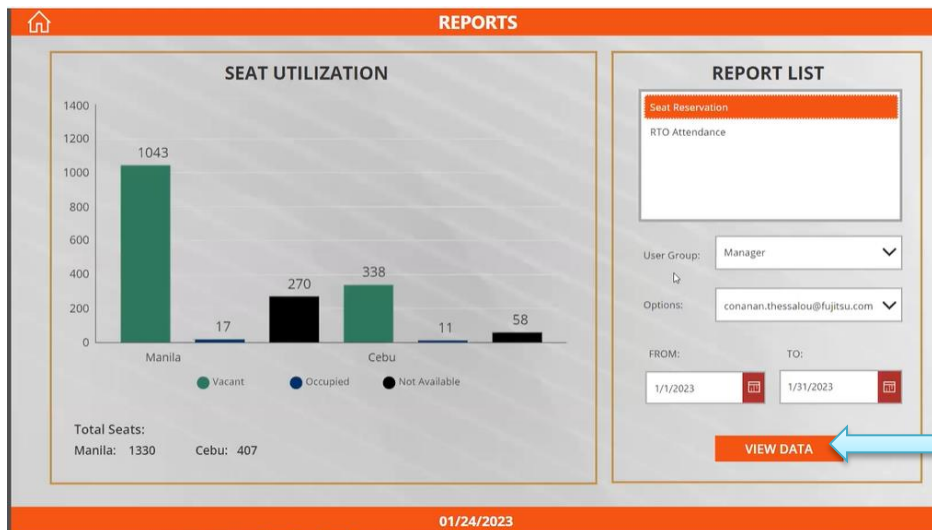 REPORTS
SEAT UTILIZATION
1400
1200
1000
800
600
400
200
0
1043
17
270
338
11
58
Manila
Cebu
Vacant
Occupied
Not Available
Total Seats:
Manila: 1330 Cebu: 407
REPORT LIST
Seat Reservation
RTO Attendance
User Group: Manager
Options: conanan.thessalou@fujitsu.com
FROM: TO:
1/1/2023 1/31/2023
VIEW DATA
01/24/2023